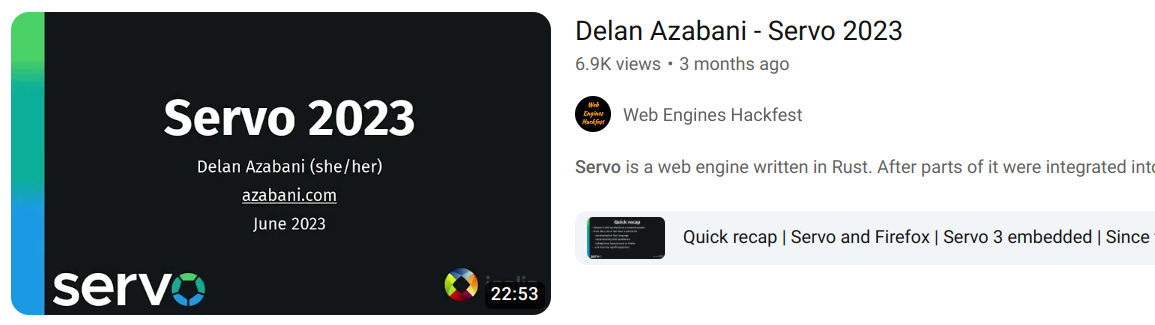 Servo 2023
Delan Azabani (she/her)
azabani.com
June 2023
servo
22:53
Delan Azabani - Servo 2023
6.9K views • 3 months ago
Web Engines Hackfest
Web Engines Hackfest
Servo is a web engine written in Rust. After parts of it were integrated into
Quick recap
Quick recap | Servo and Firefox | Servo 3 embedded | Since